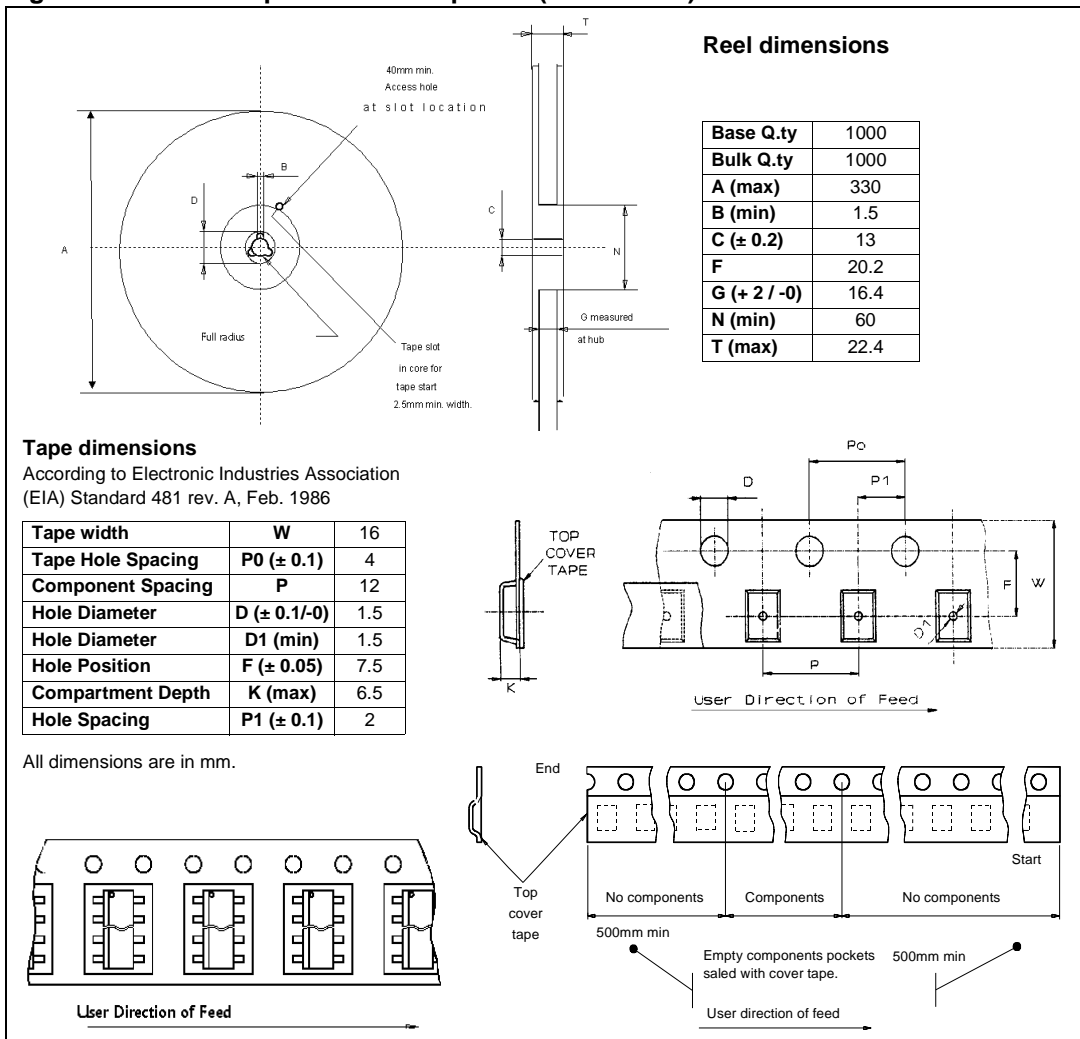 Reel dimensions
T
40mm min.
Access hole
at slot location
B
D
C
A
N
G measured
at hub
Full radius
Tape slot
in core for
tape start
2.5mm min. width.
Base Q.ty 1000
Bulk Q.ty 1000
A (max) 330
B (min) 1.5
C (± 0.2) 13
F 20.2
G (+ 2 / -0) 16.4
N (min) 60
T (max) 22.4
Tape dimensions
According to Electronic Industries Association
(EIA) Standard 481 rev. A, Feb. 1986
Tape width W 16
Tape Hole Spacing P0 (± 0.1) 4
Component Spacing P 12
Hole Diameter D (± 0.1/-0) 1.5
Hole Diameter D1 (min) 1.5
Hole Position F (± 0.05) 7.5
Compartment Depth K (max) 6.5
Hole Spacing P1 (± 0.1) 2
All dimensions are in mm.
TOP
COVER
TAPE
K
Po
D
P1
F
W
D1
P
User Direction of Feed
End
Start
Top
cover
tape
No components
Components
No components
500mm min
Empty components pockets
saled with cover tape.
500mm min
User direction of feed
User Direction of Feed